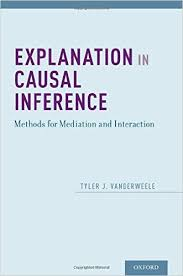 EXPLANATION IN
CAUSAL
INFERENCE
Methods for Mediation and Interaction
TYLER J. VANDERWEELE
OXFORD